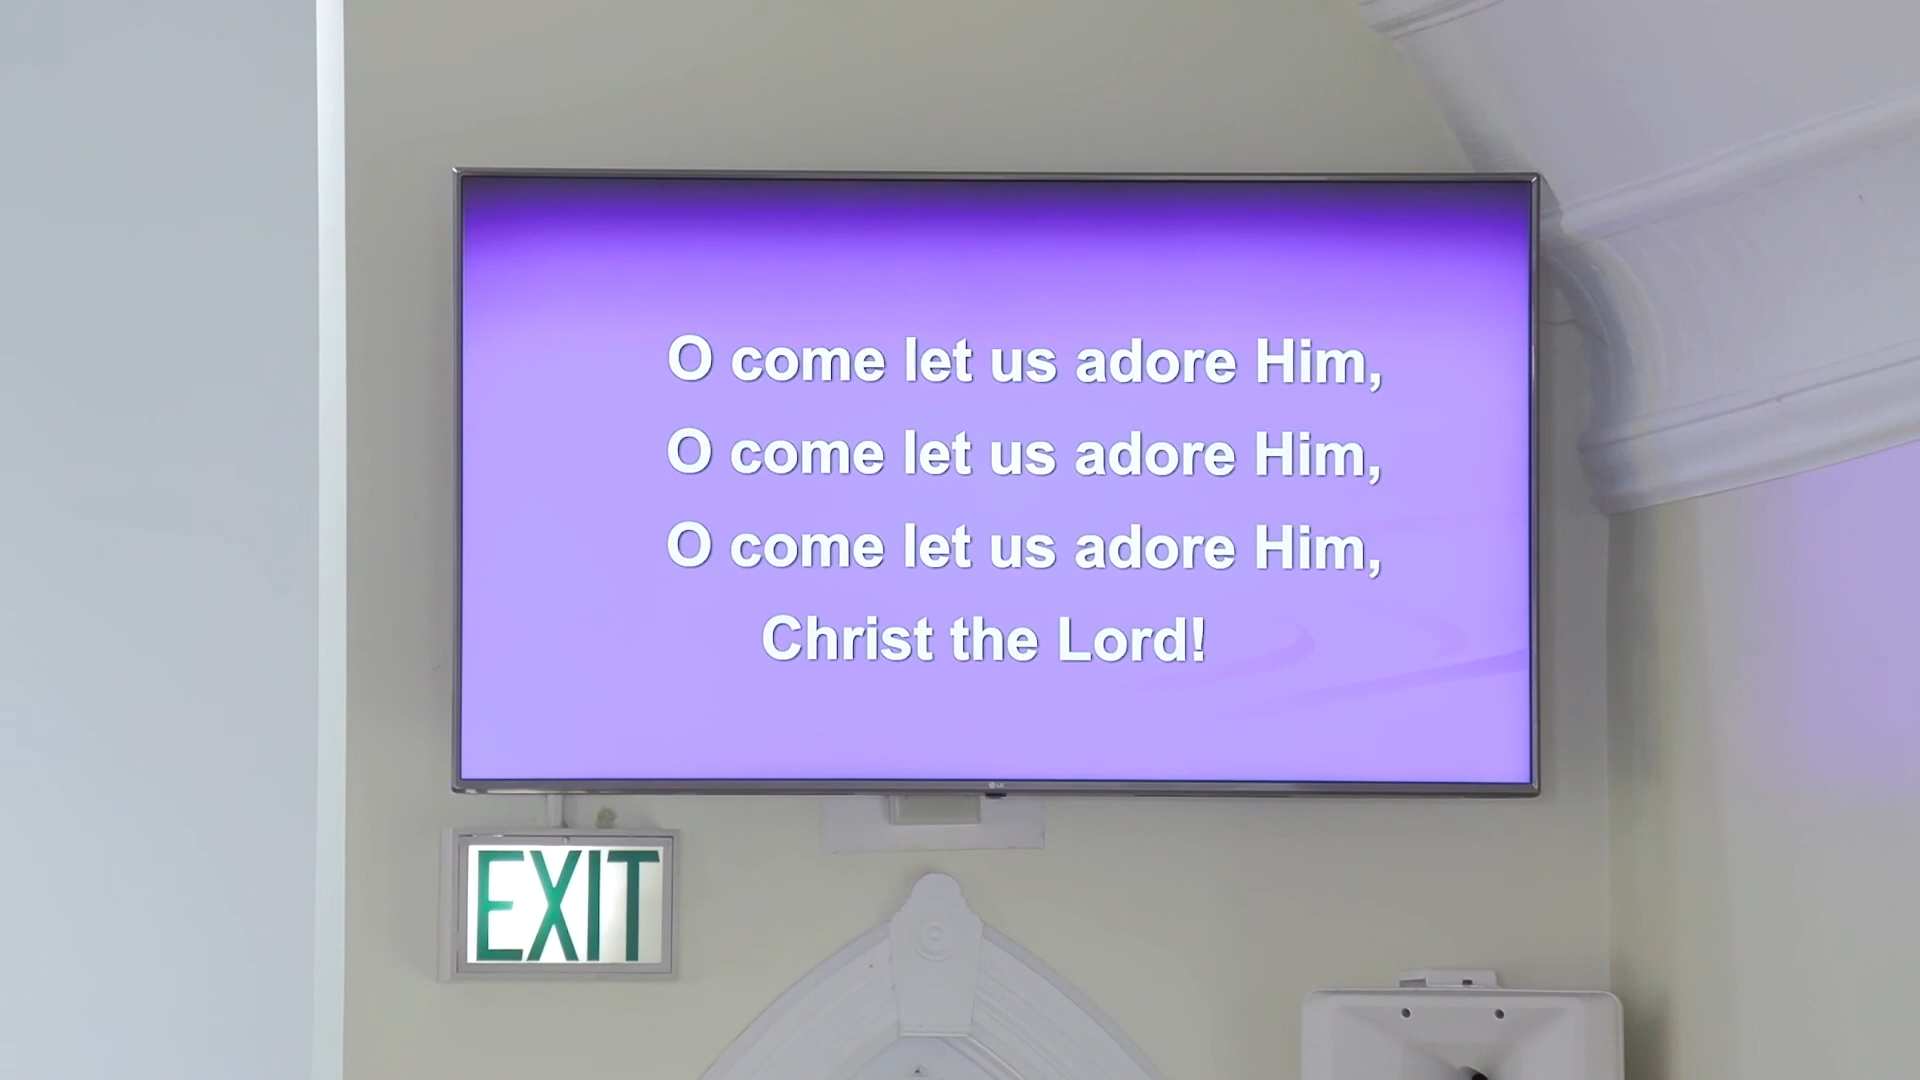 O come let us adore Him,
O come let us adore Him,
O come let us adore Him,
Christ the Lord!
LG
EXIT